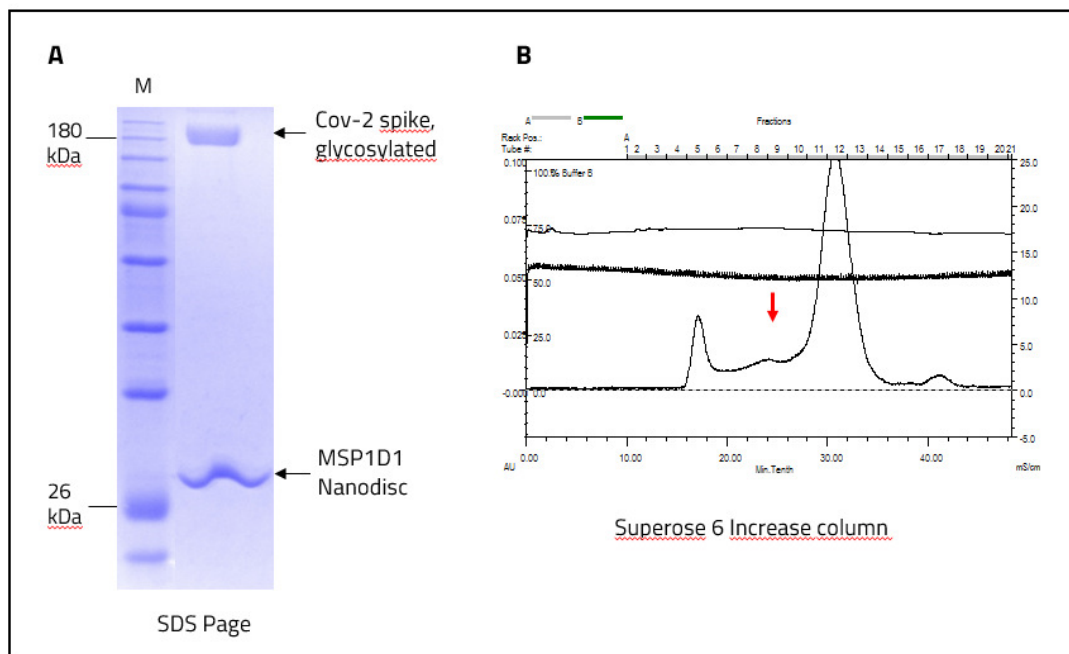 A
M
180
kDa
Cov-2 spike,
glycosylated
MSP1D1
Nanodisc
26
kDa
SDS Page
B
A B Fractions
Rack Pos.: A
Tube #: 1 2 3 4 5 6 7 8 9 10 11 12 13 14 15 16 17 18 19 20 21
0.100 100.% Buffer B 25.0
20.0
0.075 75.0
15.0
0.050 50.0
10.0
0.025 25.0
5.0
-0.000 0.0 0.0
-5.0
AU 0.00 10.00 20.00 30.00 40.00 mS/cm
Min.Tenth
Superose 6 Increase column